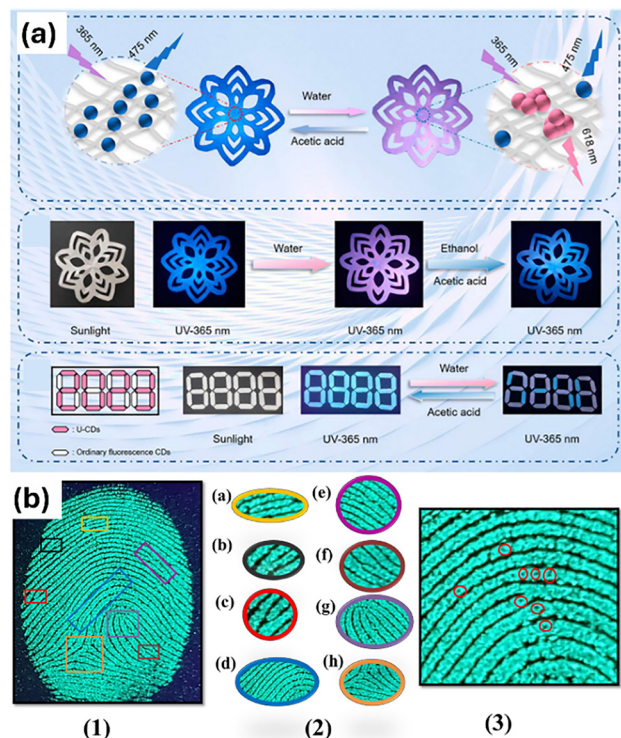 (a)
365 nm
475 nm
Water
Acetic acid
365 nm
475 nm
618 nm
Water
Ethanol
Acetic acid
Sunlight
UV-365 nm
UV-365 nm
UV-365 nm
Water
Acetic acid
: U-CDs
: Ordinary fluorescence CDs
Sunlight
UV-365 nm
UV-365 nm
(b)
(a)
(e)
(b)
(f)
(c)
(g)
(d)
(h)
(1)
(2)
(3)